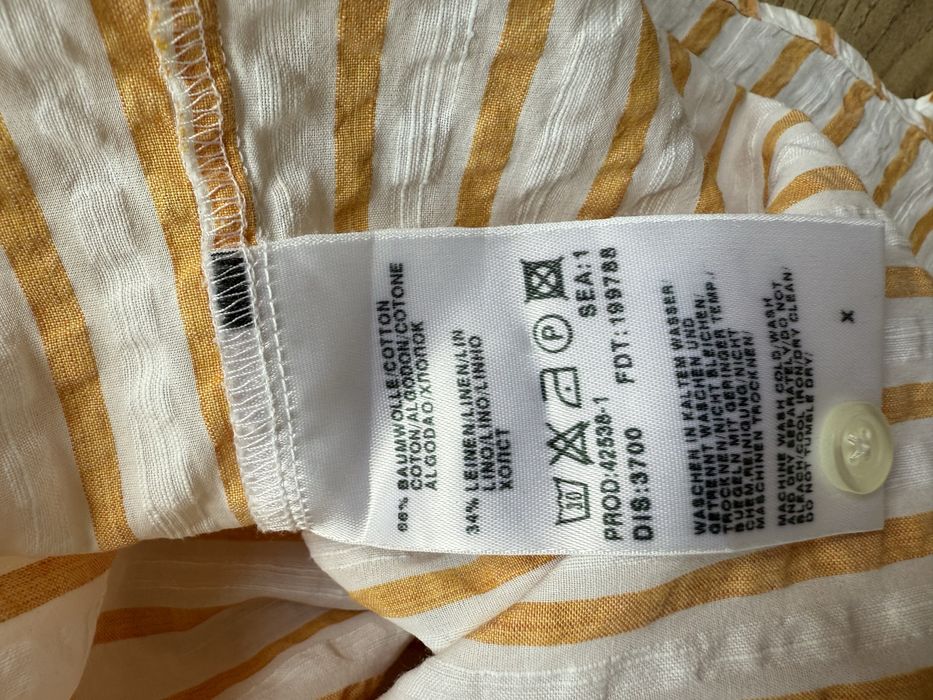 66% BAUMWOLLE/COTTON
COTON/ALGODON/COTONE
ALGODAO/ХЛОПОК
34% LEINEN/LINEN/LIN
LINO/LINO/LINHO
ХОЛСТ
30
P
PROD:42538-1 SEA:1
DIS:3700 FDT:199788
WASCHEN IN KALTEM WASSER
GETRENNT WASCHEN UND
TROCKNEN/NICHT BLEICHEN/
BUEGELN MIT GERINGER TEMP./
CHEM.REINIGUNG/NICHT
MASCHINEN TROCKNEN/
MACHINE WASH COLD/WASH
AND DRY SEPARATELY/DO NOT
BLEACH/COOL IRON/DRY CLEAN/
DO NOT TUMBLE DRY/
x